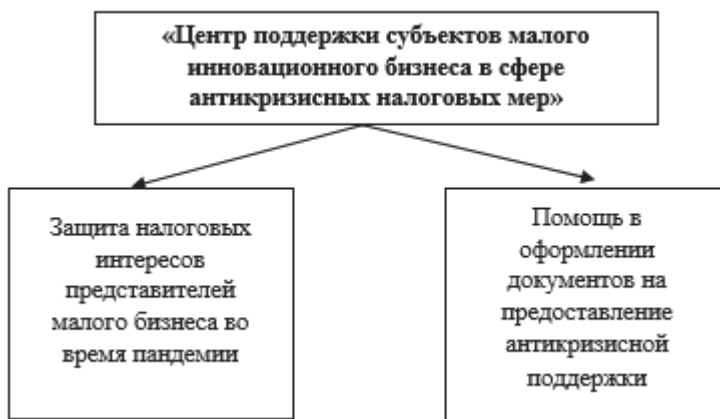 «Центр поддержки субъектов малого
инновационного бизнеса в сфере
антикризисных налоговых мер»
Защита налоговых
интересов
представителей
малого бизнеса во
время пандемии
Помощь в
оформлении
документов на
предоставление
антикризисной
поддержки